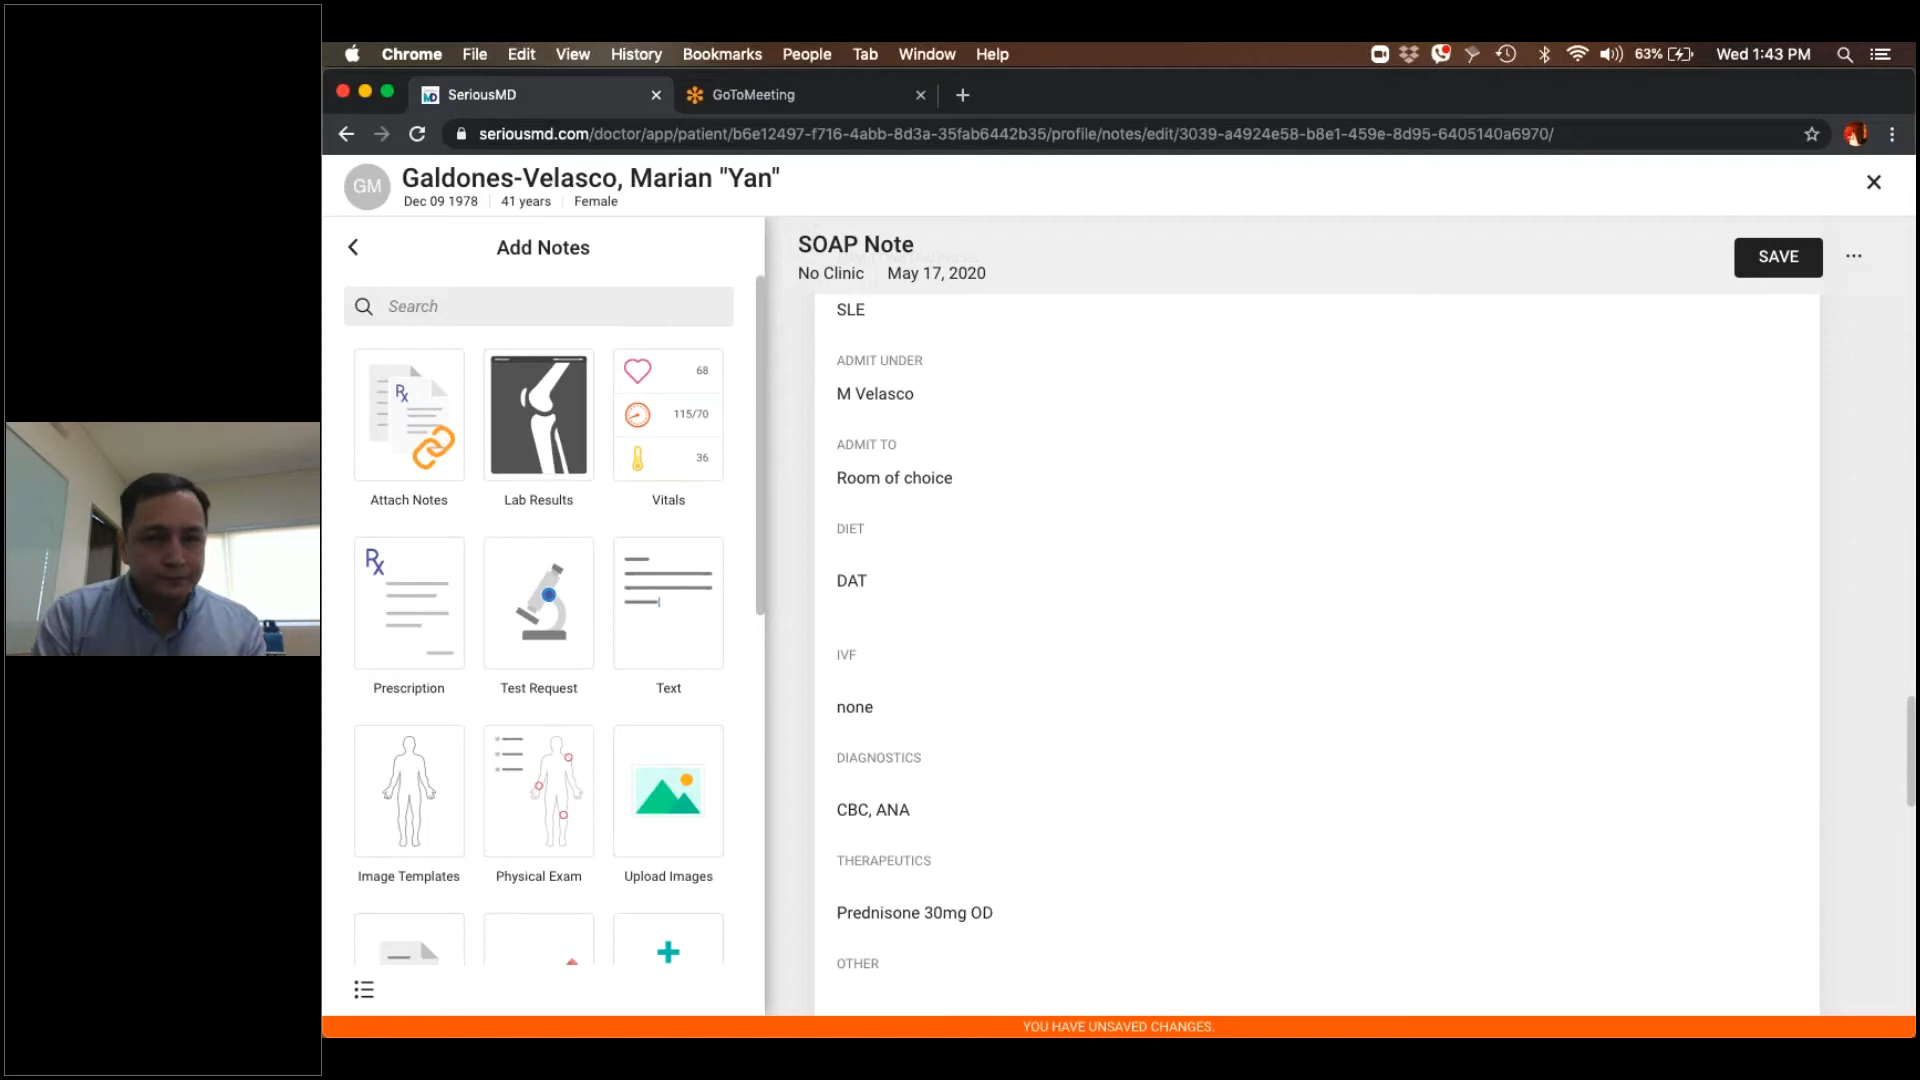 Chrome File Edit View History Bookmarks People Tab Window Help 63% Wed 1:43 PM
SeriousMD GoToMeeting
seriousmd.com/doctor/app/patient/b6e12497-f716-4abb-8d3a-35fab6442b35/profile/notes/edit/3039-a4924e58-b8e1-459e-8d95-6405140a6970/
GM
Galdones-Velasco, Marian "Yan"
Dec 09 1978 41 years Female
Add Notes
Search
68
115/70
36
Rx
Attach Notes Lab Results Vitals
Rx
Prescription Test Request Text
Image Templates Physical Exam Upload Images
SOAP Note
No Clinic May 17, 2020
SAVE
SLE
ADMIT UNDER
M Velasco
ADMIT TO
Room of choice
DIET
DAT
IVF
none
DIAGNOSTICS
CBC, ANA
THERAPEUTICS
Prednisone 30mg OD
OTHER
YOU HAVE UNSAVED CHANGES.